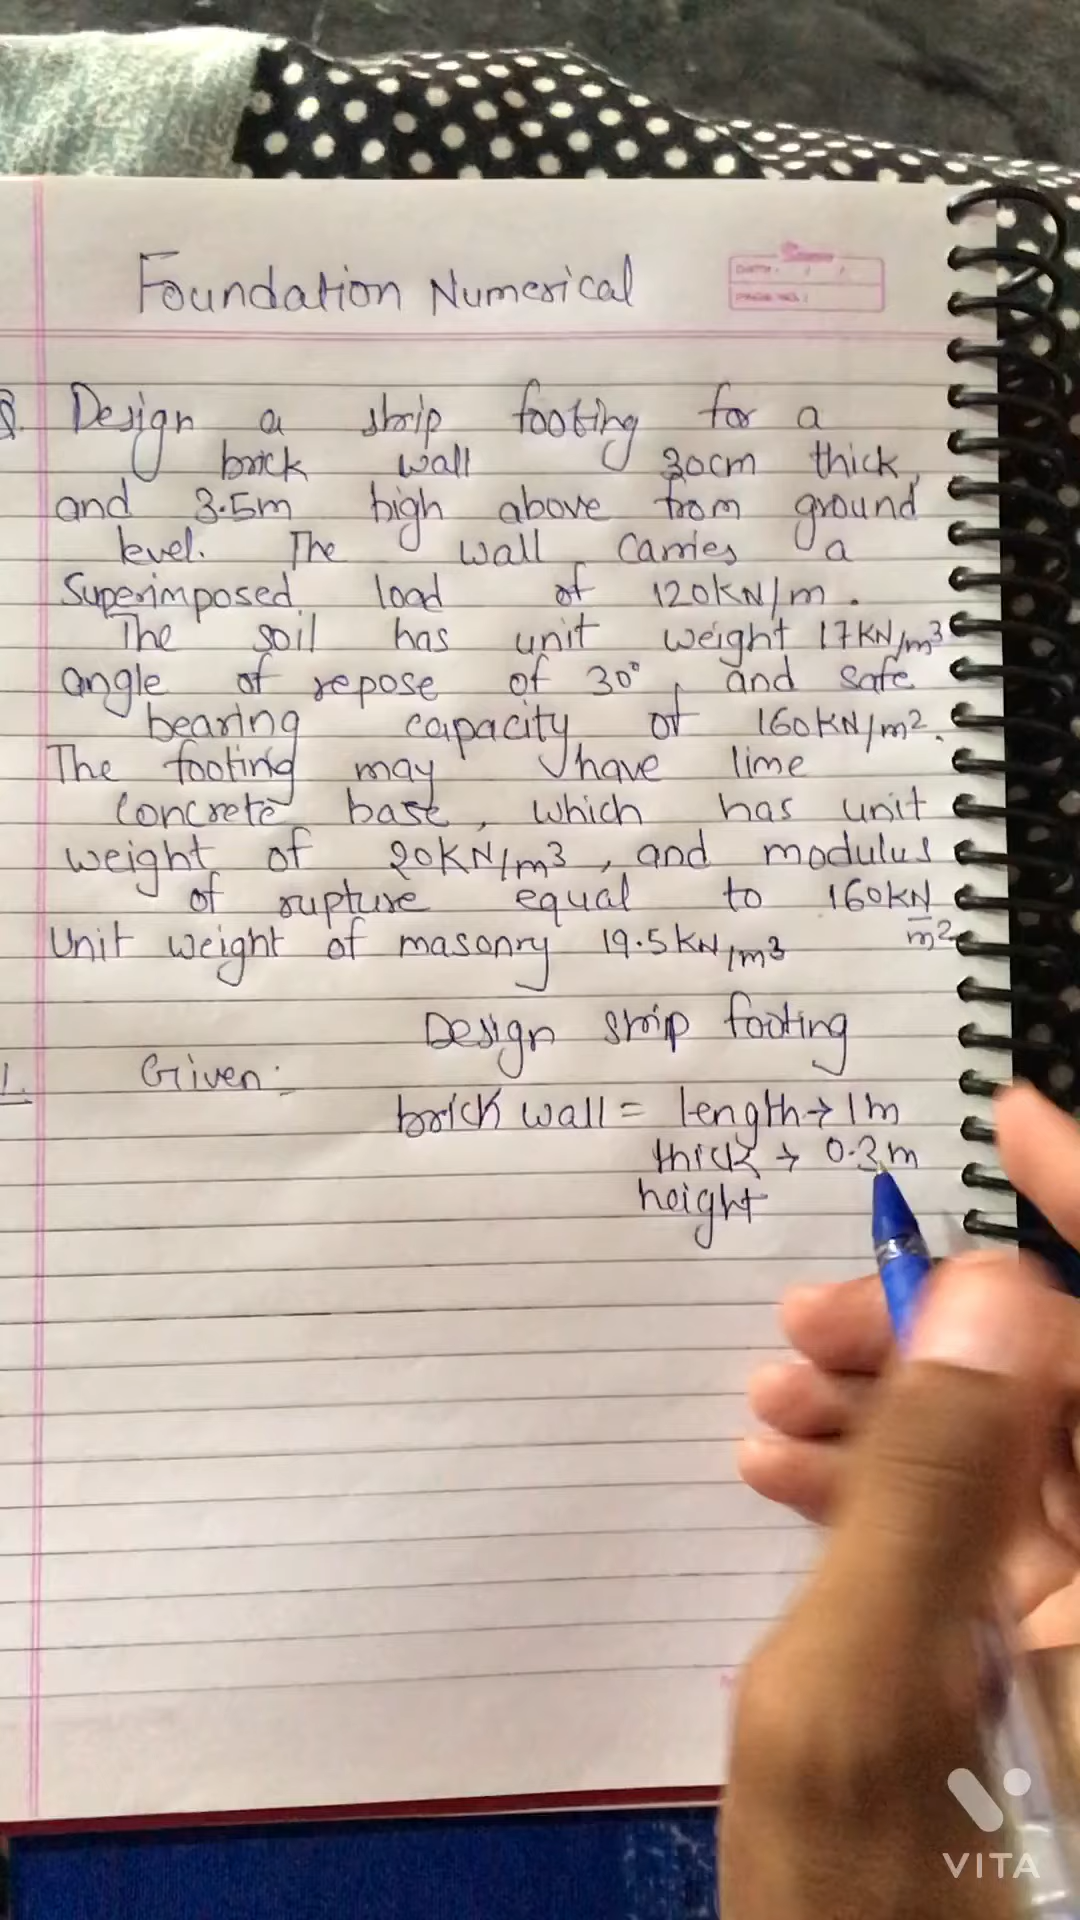 Foundation Numerical
DATE: / /
PAGE NO.:
Q. Design a strip footing for a
brick wall 30cm thick,
and 3.5m high above from ground
level. The wall carries a
Superimposed load of 120KN/m.
The soil has unit weight 17KN/m3
angle of repose of 30°, and safe
bearing capacity of 160KN/m2.
The footing may have lime
concrete base, which has unit
weight of 20KN/m3, and modulus
of rupture equal to 160KN/m2
Unit weight of masonry 19.5KN/m3
Design strip footing
1. Given:
brick wall = length → 1m
thick → 0.3m
height
VITA